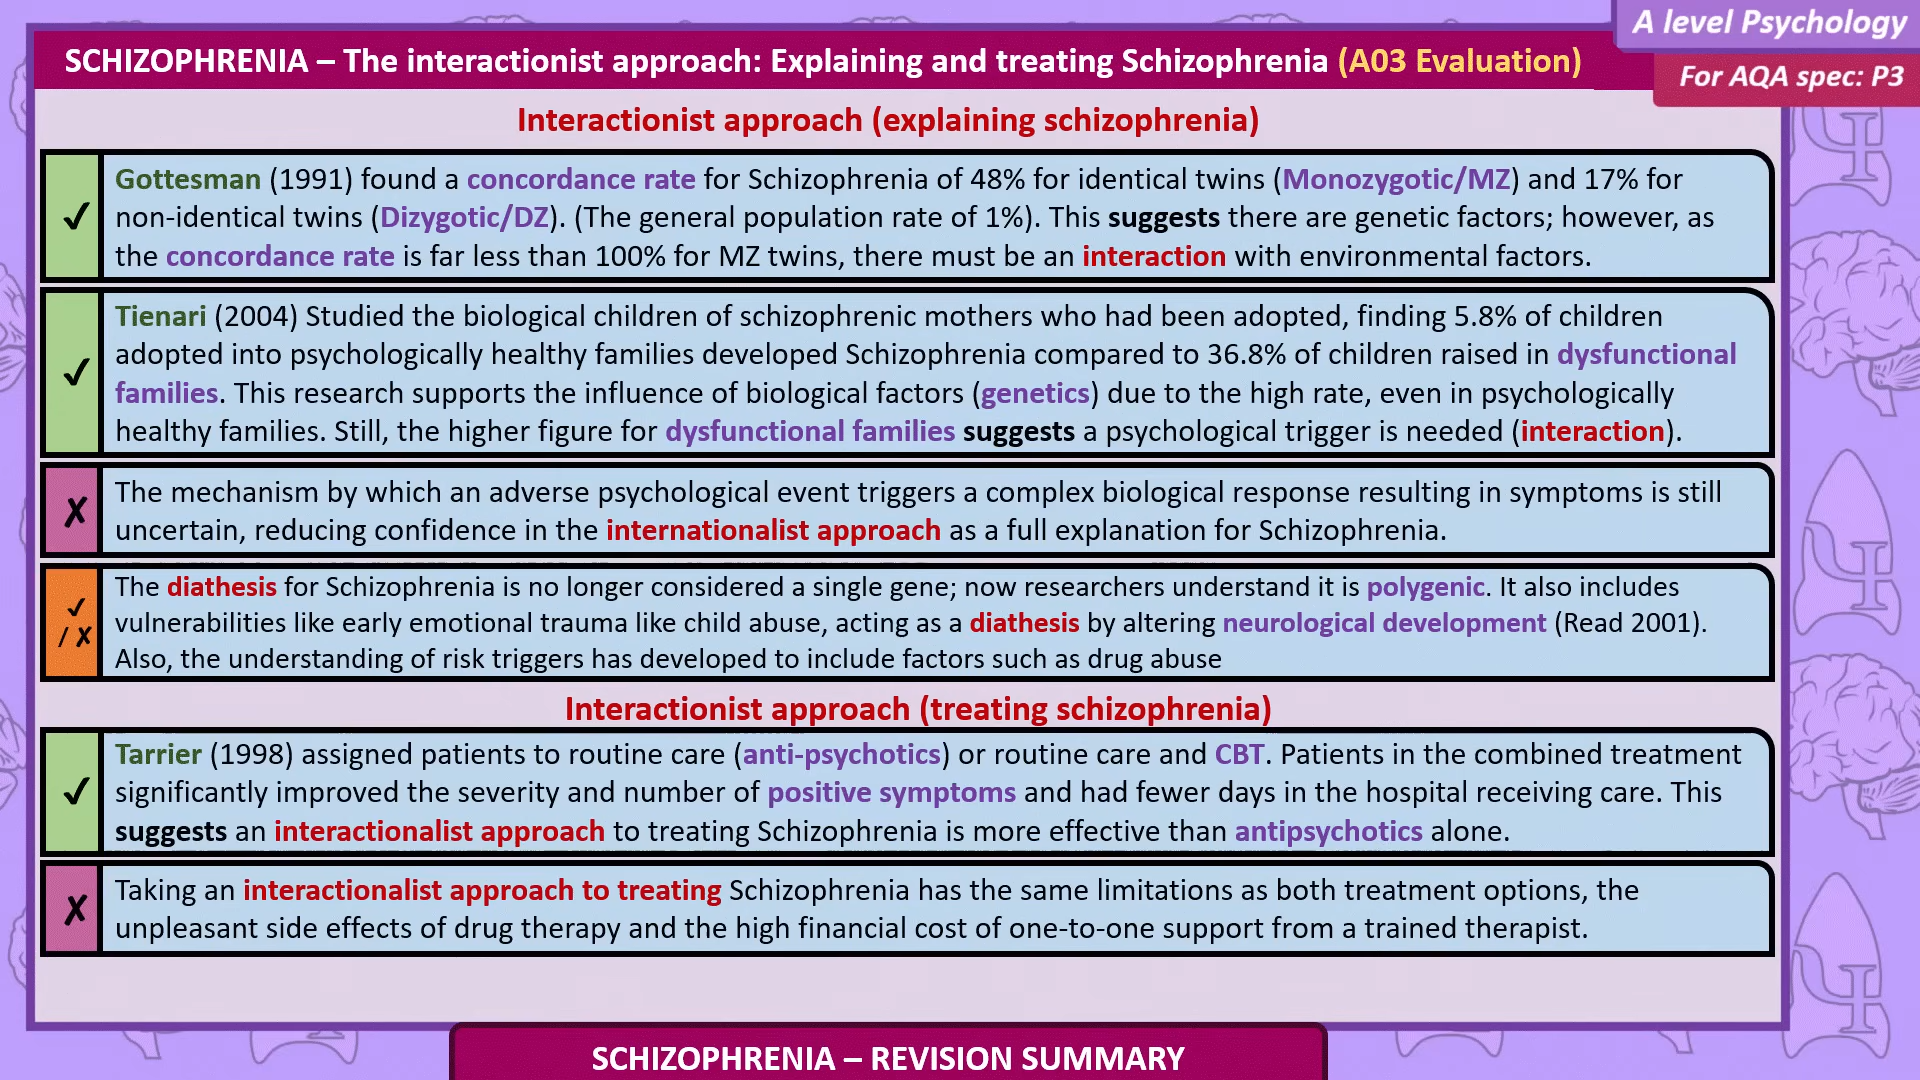 A level Psychology
SCHIZOPHRENIA – The interactionist approach: Explaining and treating Schizophrenia (A03 Evaluation)
For AQA spec: P3
Interactionist approach (explaining schizophrenia)
✓
Gottesman (1991) found a concordance rate for Schizophrenia of 48% for identical twins (Monozygotic/MZ) and 17% for
non-identical twins (Dizygotic/DZ). (The general population rate of 1%). This suggests there are genetic factors; however, as
the concordance rate is far less than 100% for MZ twins, there must be an interaction with environmental factors.
✓
Tienari (2004) Studied the biological children of schizophrenic mothers who had been adopted, finding 5.8% of children
adopted into psychologically healthy families developed Schizophrenia compared to 36.8% of children raised in dysfunctional
families. This research supports the influence of biological factors (genetics) due to the high rate, even in psychologically
healthy families. Still, the higher figure for dysfunctional families suggests a psychological trigger is needed (interaction).
✗
The mechanism by which an adverse psychological event triggers a complex biological response resulting in symptoms is still
uncertain, reducing confidence in the internationalist approach as a full explanation for Schizophrenia.
✓
/ ✗
The diathesis for Schizophrenia is no longer considered a single gene; now researchers understand it is polygenic. It also includes
vulnerabilities like early emotional trauma like child abuse, acting as a diathesis by altering neurological development (Read 2001).
Also, the understanding of risk triggers has developed to include factors such as drug abuse
Interactionist approach (treating schizophrenia)
✓
Tarrier (1998) assigned patients to routine care (anti-psychotics) or routine care and CBT. Patients in the combined treatment
significantly improved the severity and number of positive symptoms and had fewer days in the hospital receiving care. This
suggests an interactionalist approach to treating Schizophrenia is more effective than antipsychotics alone.
✗
Taking an interactionalist approach to treating Schizophrenia has the same limitations as both treatment options, the
unpleasant side effects of drug therapy and the high financial cost of one-to-one support from a trained therapist.
SCHIZOPHRENIA – REVISION SUMMARY